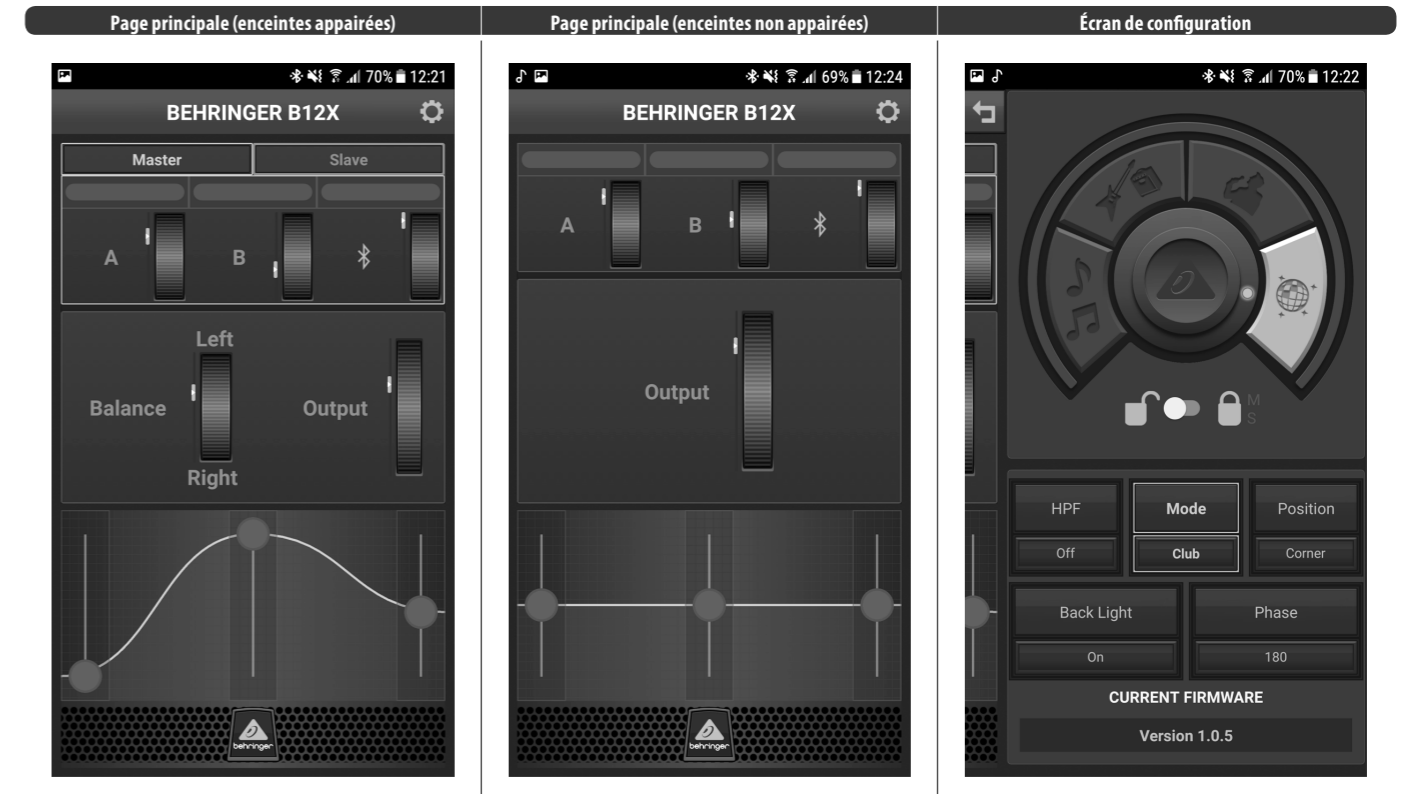 Page principale (enceintes appairées)
Page principale (enceintes non appairées)
Écran de configuration
70% 12:21
BEHRINGER B12X
Master Slave
A B
Left
Balance Output
Right
behringer
69% 12:24
BEHRINGER B12X
A B
Output
behringer
70% 12:22
M
S
HPF Mode Position
Off Club Corner
Back Light Phase
On 180
CURRENT FIRMWARE
Version 1.0.5